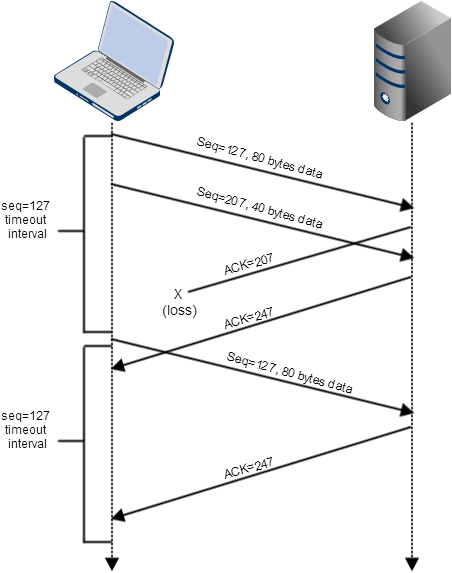 Seq=127, 80 bytes data
seq=127
timeout
interval
Seq=207, 40 bytes data
ACK=207
X
(loss)
ACK=247
Seq=127, 80 bytes data
seq=127
timeout
interval
ACK=247